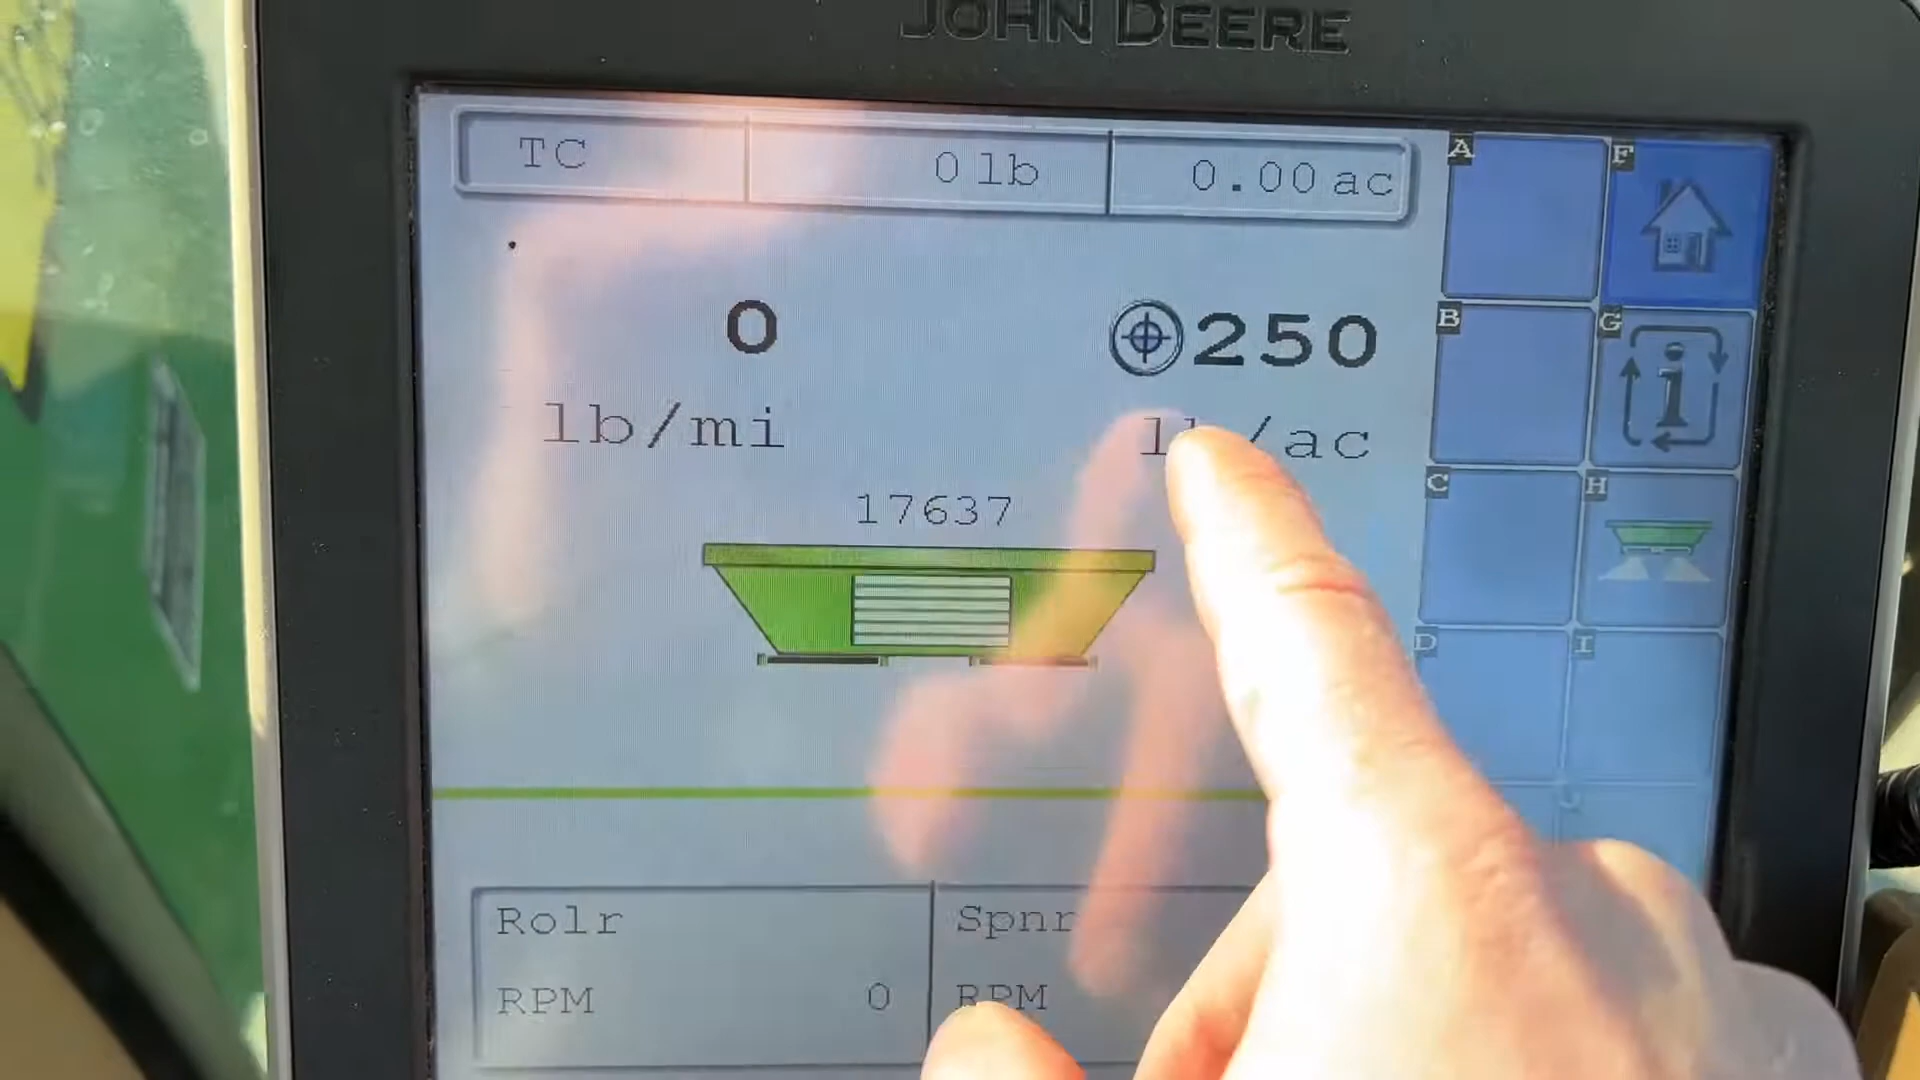 JOHN DEERE
TC 0 lb 0.00 ac
0 250
lb/mi lb/ac
17637
Rolr Spnr
RPM 0 RPM
A F
B G
i
C H
D I
J